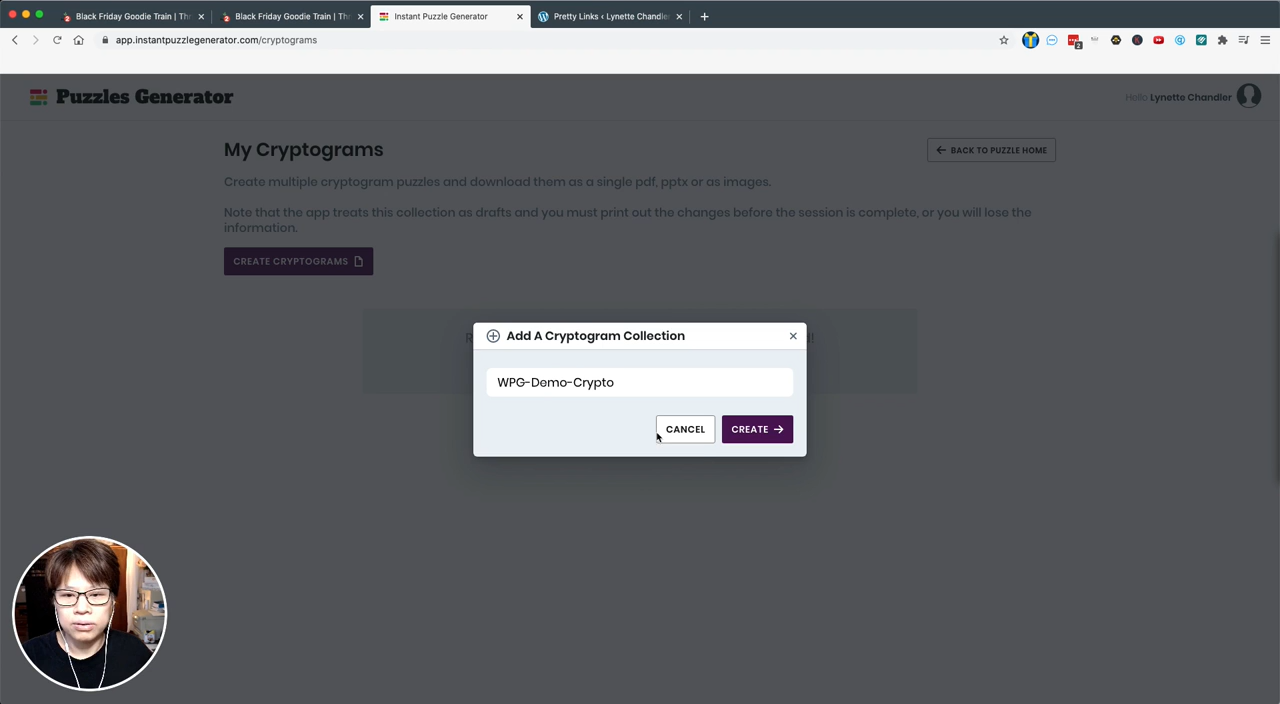 Black Friday Goodie Train | Thr
Black Friday Goodie Train | Thr
Instant Puzzle Generator
Pretty Links ‹ Lynette Chandler
app.instantpuzzlegenerator.com/cryptograms
2
Puzzles Generator
Hello Lynette Chandler
My Cryptograms
BACK TO PUZZLE HOME
Create multiple cryptogram puzzles and download them as a single pdf, pptx or as images.
Note that the app treats this collection as drafts and you must print out the changes before the session is complete, or you will lose the
information.
CREATE CRYPTOGRAMS
Add A Cryptogram Collection
WPG-Demo-Crypto
CANCEL
CREATE